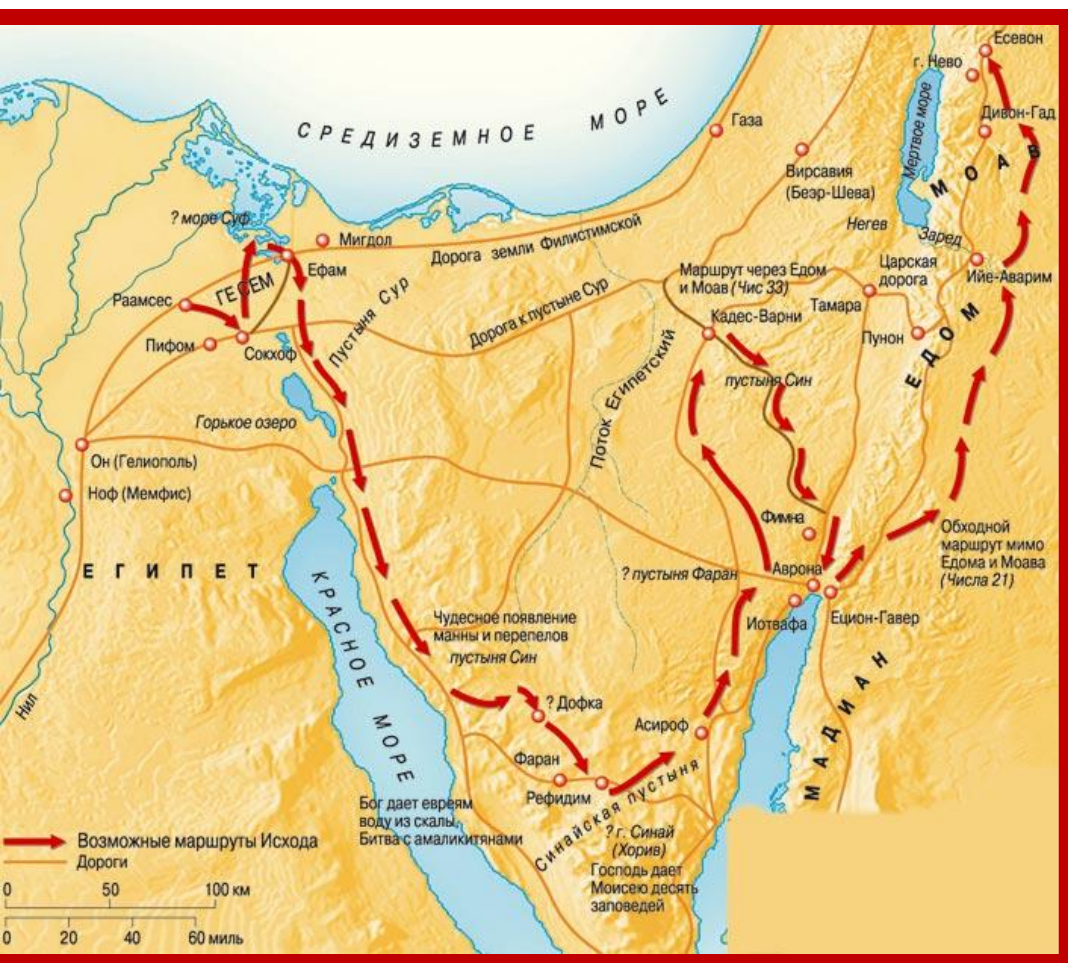 Есевон
г. Нево
Дивон-Гад
Мертвое море
МОАВ
СРЕДИЗЕМНОЕ МОРЕ
Газа
Вирсавия
(Беэр-Шева)
Негев
Заред
? море Суф
Мигдол
Дорога земли Филистимской
Ефам
ГЕСЕМ
Раамсес
Пифом
Сокхоф
Пустыня Сур
Дорога к пустыне Сур
Маршрут через Едом
и Моав (Чис 33)
Царская
дорога
Ийе-Аварим
Тамара
Кадес-Варни
Пунон
ЕДОМ
пустыня Син
Поток Египетский
Горькое озеро
Он (Гелиополь)
Ноф (Мемфис)
ЕГИПЕТ
Нил
КРАСНОЕ МОРЕ
Фимна
Обходной
маршрут мимо
Едома и Моава
(Числа 21)
? пустыня Фаран
Аврона
Иотвафа
Ецион-Гавер
МАДИАН
Чудесное появление
манны и перепелов
пустыня Син
? Дофка
Асироф
Фаран
Рефидим
Синайская пустыня
Бог дает евреям
воду из скалы,
Битва с амаликитянами
? г. Синай
(Хорив)
Господь дает
Моисею десять
заповедей
Возможные маршруты Исхода
Дороги
0 50 100 км
0 20 40 60 миль